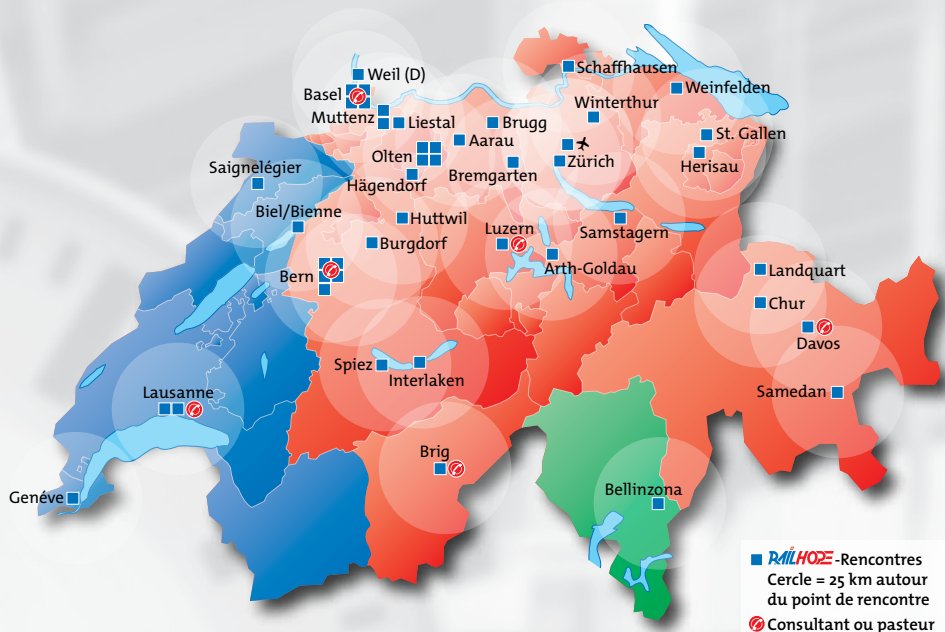 Schaffhausen
Weil (D)
Weinfelden
Basel
Winterthur
Muttenz
Liestal
Brugg
St. Gallen
Aarau
Olten
Zürich
Herisau
Saignelégier
Bremgarten
Hägendorf
Biel/Bienne
Huttwil
Luzern
Samstagern
Burgdorf
Arth-Goldau
Bern
Landquart
Chur
Davos
Spiez
Interlaken
Lausanne
Samedan
Brig
Bellinzona
Genéve
RAILHOPE-Rencontres
Cercle = 25 km autour
du point de rencontre
Consultant ou pasteur